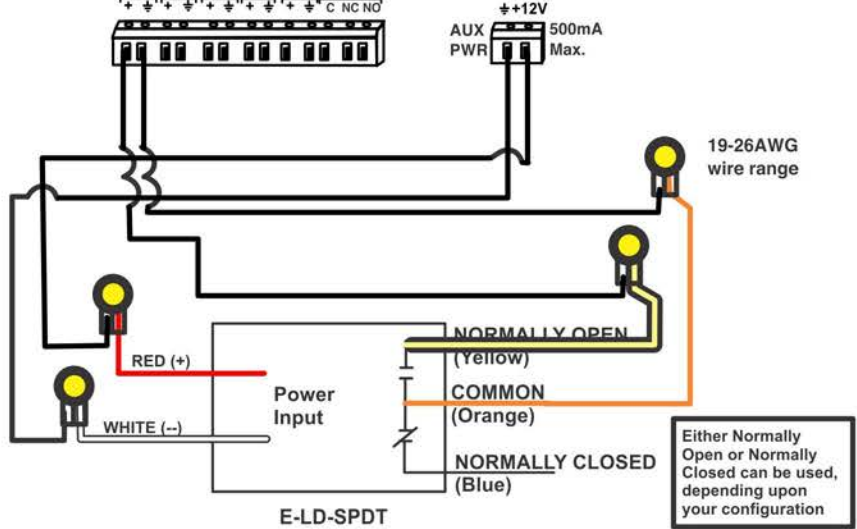 + ⏚ + ⏚ + ⏚ + ⏚ + ⏚ C NC NO
⏚ +12V
AUX
PWR
500mA
Max.
19-26AWG
wire range
RED (+)
WHITE (--)
Power
Input
NORMALLY OPEN
(Yellow)
COMMON
(Orange)
NORMALLY CLOSED
(Blue)
E-LD-SPDT
Either Normally
Open or Normally
Closed can be used,
depending upon
your configuration